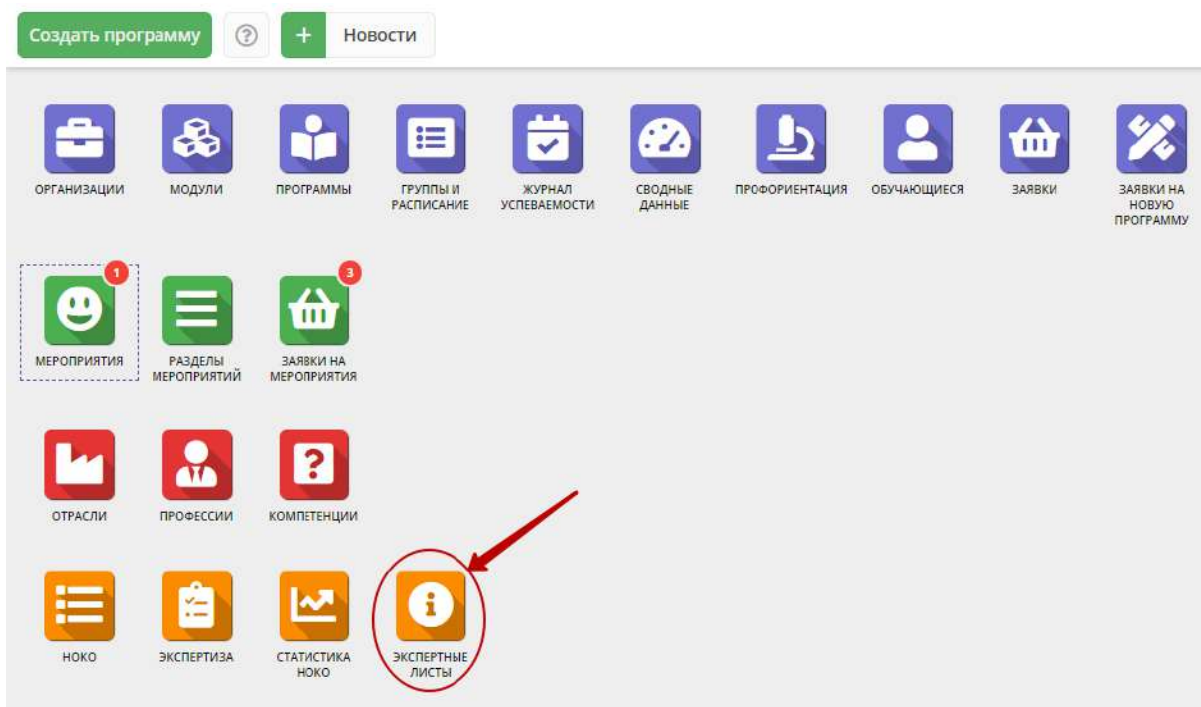 Создать программу ? + Новости
ОРГАНИЗАЦИИ
МОДУЛИ
ПРОГРАММЫ
ГРУППЫ И
РАСПИСАНИЕ
ЖУРНАЛ
УСПЕВАЕМОСТИ
СВОДНЫЕ
ДАННЫЕ
ПРОФОРИЕНТАЦИЯ
ОБУЧАЮЩИЕСЯ
ЗАЯВКИ
ЗАЯВКИ НА
НОВУЮ
ПРОГРАММУ
1
МЕРОПРИЯТИЯ
РАЗДЕЛЫ
МЕРОПРИЯТИЙ
3
ЗАЯВКИ НА
МЕРОПРИЯТИЯ
ОТРАСЛИ
ПРОФЕССИИ
?
КОМПЕТЕНЦИИ
НОКО
ЭКСПЕРТИЗА
СТАТИСТИКА
НОКО
i
ЭКСПЕРТНЫЕ
ЛИСТЫ